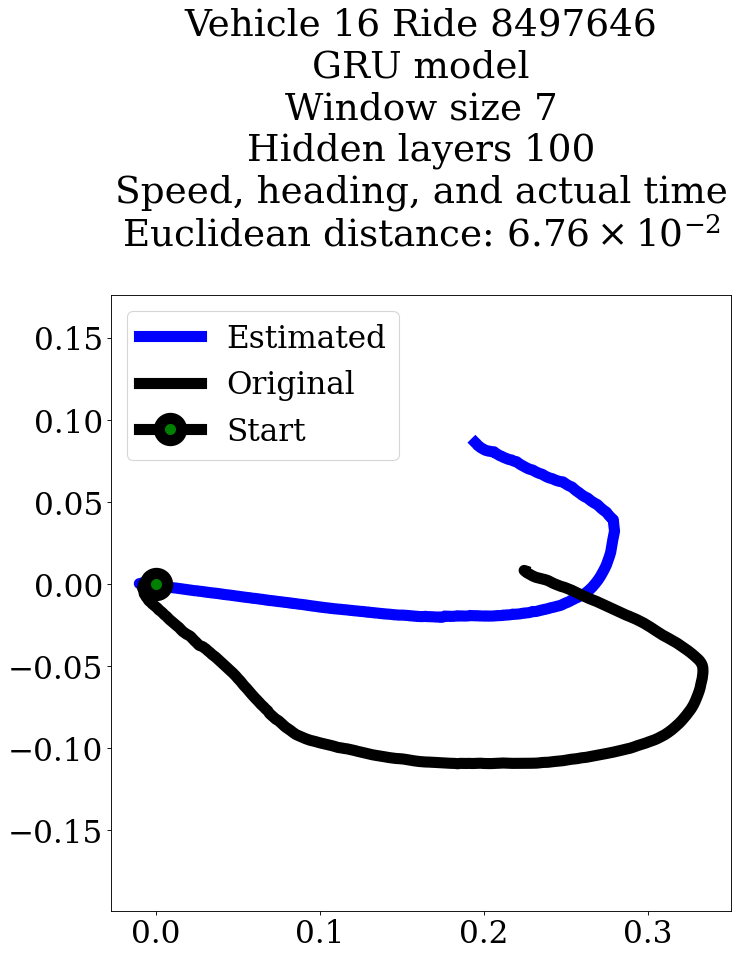 Vehicle 16 Ride 8497646
GRU model
Window size 7
Hidden layers 100
Speed, heading, and actual time
Euclidean distance: 6.76 × 10⁻²
Estimated
Original
Start
0.15
0.10
0.05
0.00
−0.05
−0.10
−0.15
0.0 0.1 0.2 0.3